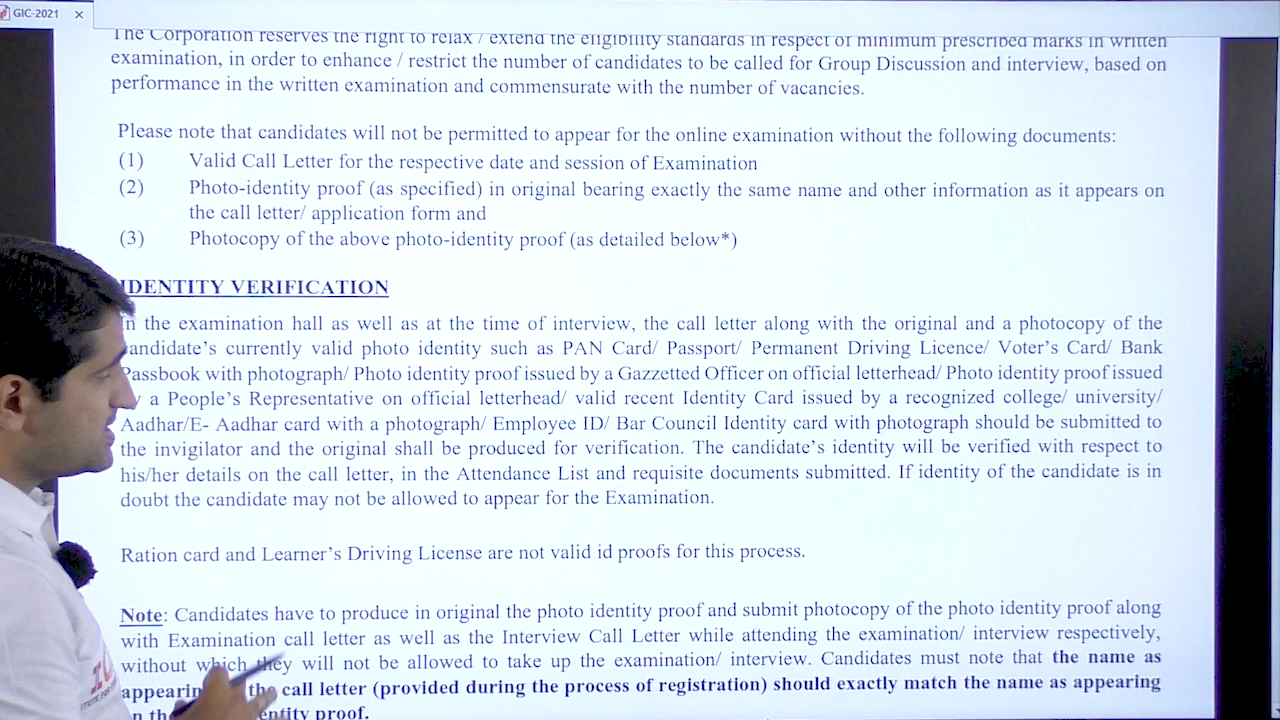 GIC-2021
The Corporation reserves the right to relax / extend the eligibility standards in respect of minimum prescribed marks in written
examination, in order to enhance / restrict the number of candidates to be called for Group Discussion and interview, based on
performance in the written examination and commensurate with the number of vacancies.
Please note that candidates will not be permitted to appear for the online examination without the following documents:
(1) Valid Call Letter for the respective date and session of Examination
(2) Photo-identity proof (as specified) in original bearing exactly the same name and other information as it appears on
the call letter/ application form and
(3) Photocopy of the above photo-identity proof (as detailed below*)
IDENTITY VERIFICATION
In the examination hall as well as at the time of interview, the call letter along with the original and a photocopy of the
candidate's currently valid photo identity such as PAN Card/ Passport/ Permanent Driving Licence/ Voter's Card/ Bank
Passbook with photograph/ Photo identity proof issued by a Gazzetted Officer on official letterhead/ Photo identity proof issued
a People's Representative on official letterhead/ valid recent Identity Card issued by a recognized college/ university/
Aadhar/E- Aadhar card with a photograph/ Employee ID/ Bar Council Identity card with photograph should be submitted to
the invigilator and the original shall be produced for verification. The candidate's identity will be verified with respect to
his/her details on the call letter, in the Attendance List and requisite documents submitted. If identity of the candidate is in
doubt the candidate may not be allowed to appear for the Examination.
Ration card and Learner's Driving License are not valid id proofs for this process.
Note: Candidates have to produce in original the photo identity proof and submit photocopy of the photo identity proof along
with Examination call letter as well as the Interview Call Letter while attending the examination/ interview respectively,
without which they will not be allowed to take up the examination/ interview. Candidates must note that the name as
the call letter (provided during the process of registration) should exactly match the name as appearing
proof.